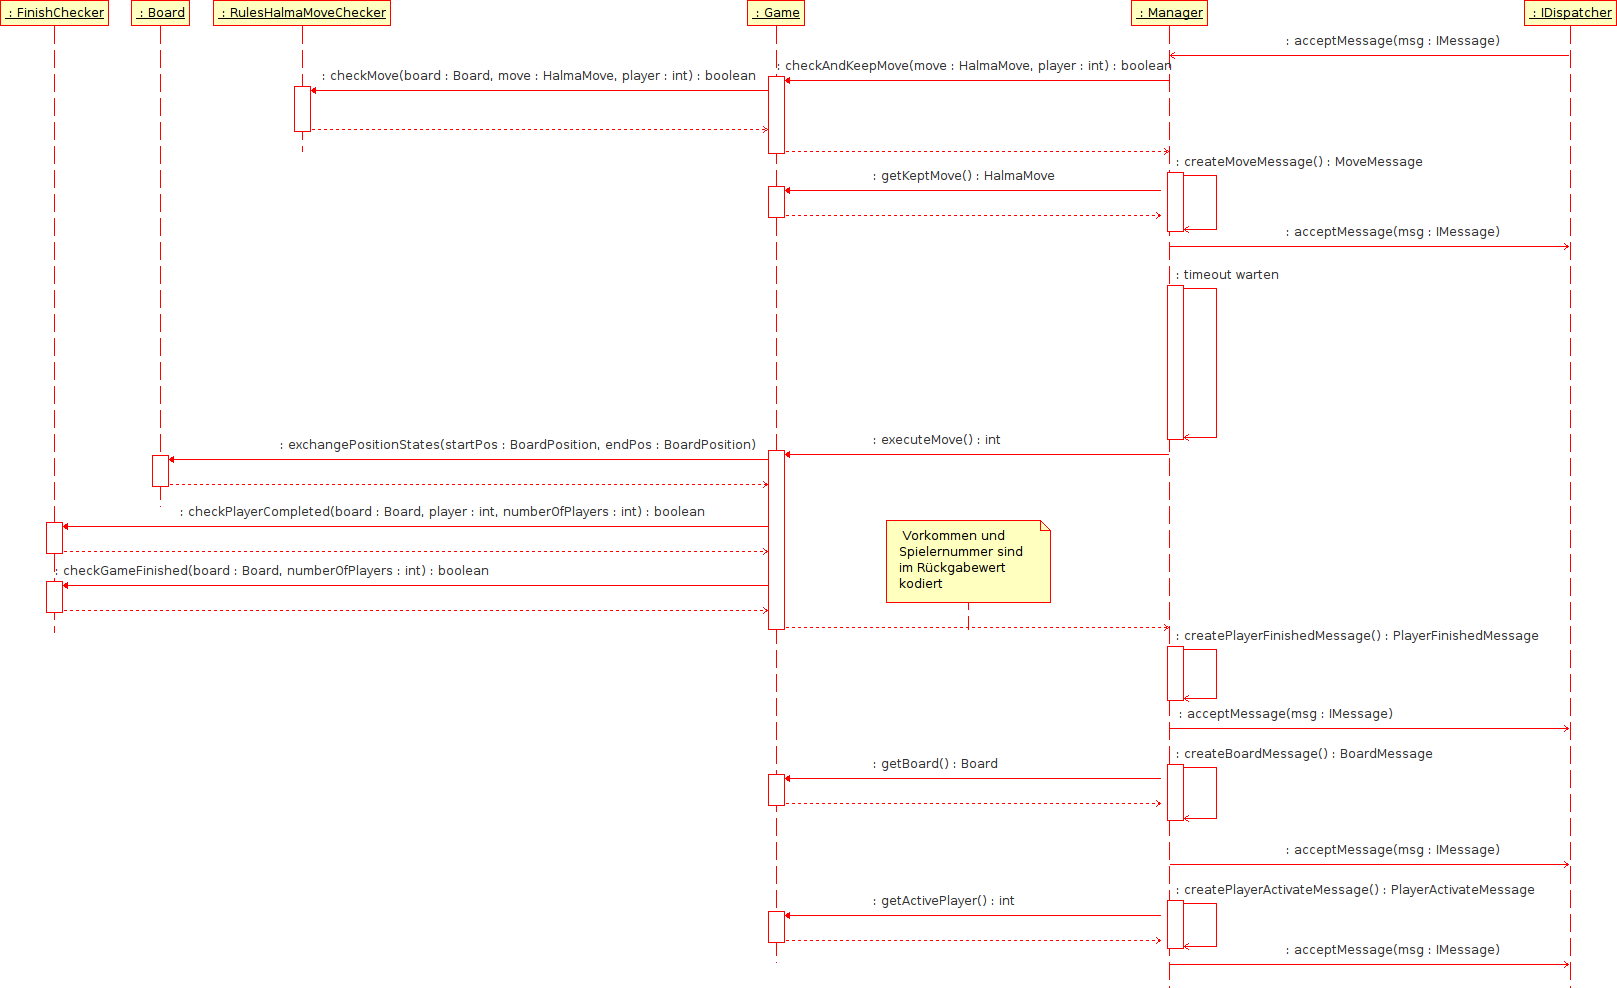 : FinishChecker
: Board
: RulesHalmaMoveChecker
: Game
: Manager
: IDispatcher
: acceptMessage(msg : IMessage)
: checkAndKeepMove(move : HalmaMove, player : int) : boolean
: checkMove(board : Board, move : HalmaMove, player : int) : boolean
: createMoveMessage() : MoveMessage
: getKeptMove() : HalmaMove
: acceptMessage(msg : IMessage)
: timeout warten
: executeMove() : int
: exchangePositionStates(startPos : BoardPosition, endPos : BoardPosition)
: checkPlayerCompleted(board : Board, player : int, numberOfPlayers : int) : boolean
Vorkommen und
Spielernummer sind
im Rückgabewert
kodiert
: checkGameFinished(board : Board, numberOfPlayers : int) : boolean
: createPlayerFinishedMessage() : PlayerFinishedMessage
: acceptMessage(msg : IMessage)
: createBoardMessage() : BoardMessage
: getBoard() : Board
: acceptMessage(msg : IMessage)
: createPlayerActivateMessage() : PlayerActivateMessage
: getActivePlayer() : int
: acceptMessage(msg : IMessage)